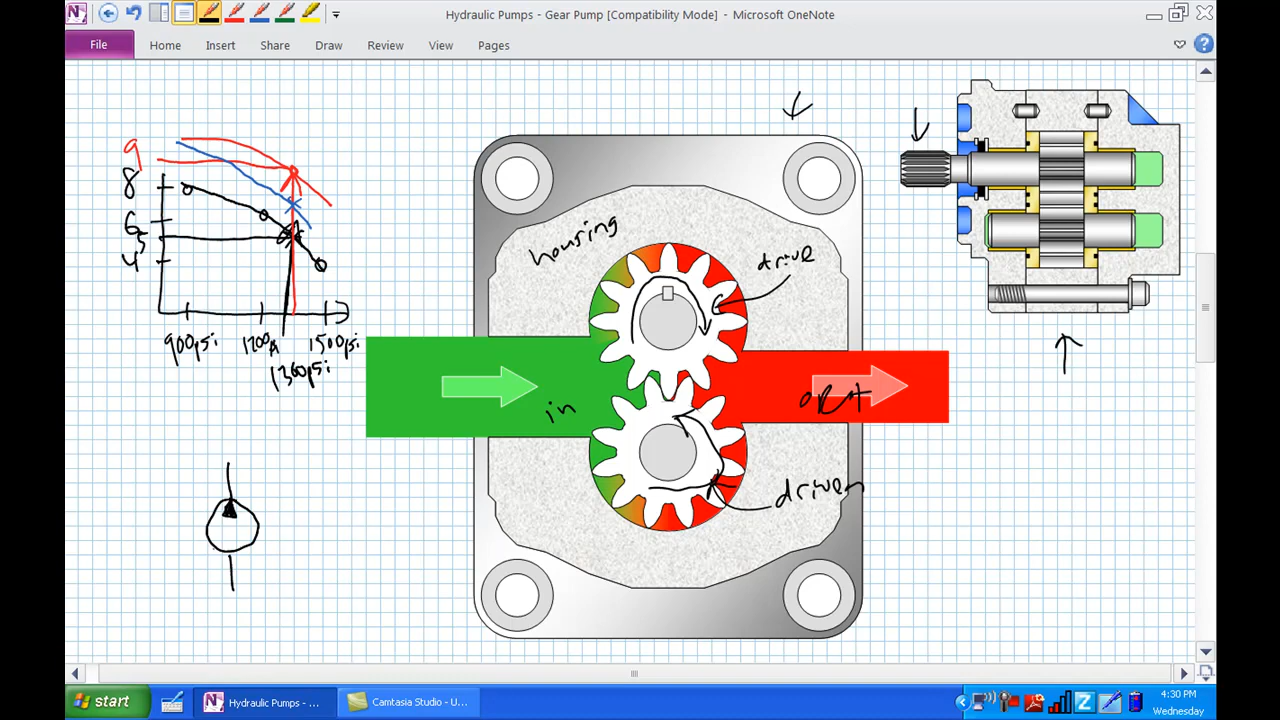 Hydraulic Pumps - Gear Pump [Compatibility Mode] - Microsoft OneNote
File Home Insert Share Draw Review View Pages
9
8
6
5
4
900psi 1200 1500psi
1300psi
housing
drive
in
out
driven
start
Hydraulic Pumps - ...
Camtasia Studio - U...
4:30 PM
Wednesday